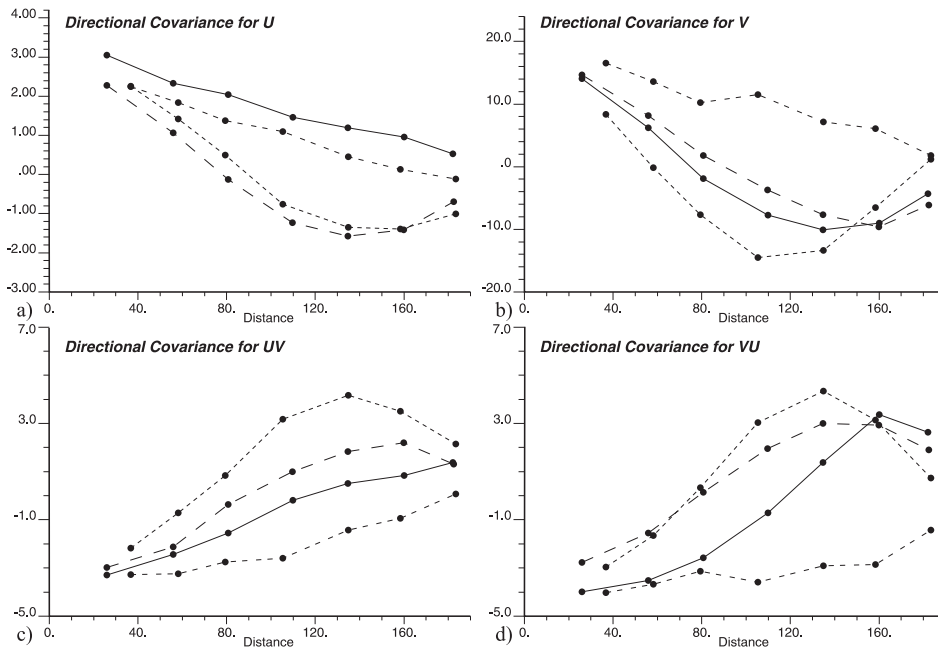 Directional Covariance for U
4.00
3.00
2.00
1.00
.00
-1.00
-2.00
-3.00
a)
0. 40. 80. 120. 160.
Distance
Directional Covariance for V
20.0
10.0
.0
-10.0
-20.0
b)
0. 40. 80. 120. 160.
Distance
Directional Covariance for UV
7.0
3.0
-1.0
-5.0
c)
0. 40. 80. 120. 160.
Distance
Directional Covariance for VU
7.0
3.0
-1.0
-5.0
d)
0. 40. 80. 120. 160.
Distance